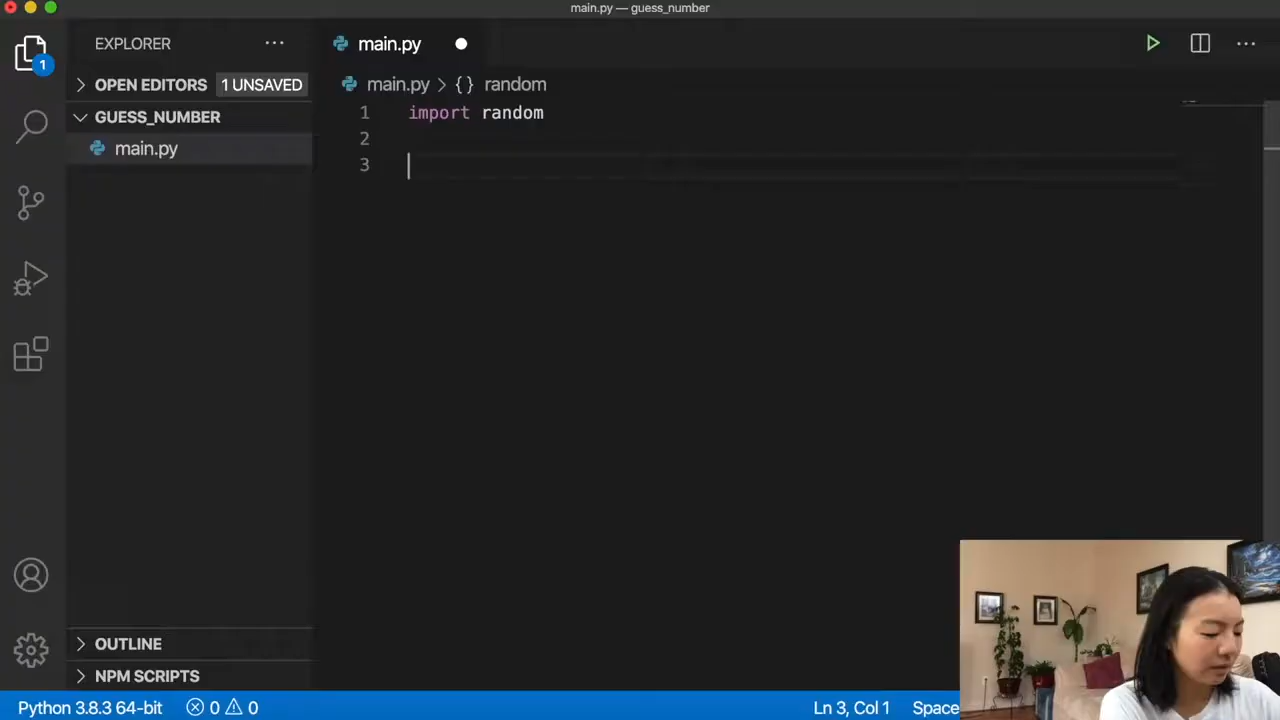 main.py — guess_number
EXPLORER
main.py
1
OPEN EDITORS 1 UNSAVED
main.py > {} random
GUESS_NUMBER
main.py
1 import random
2
3
OUTLINE
NPM SCRIPTS
Python 3.8.3 64-bit 0 0 Ln 3, Col 1 Space